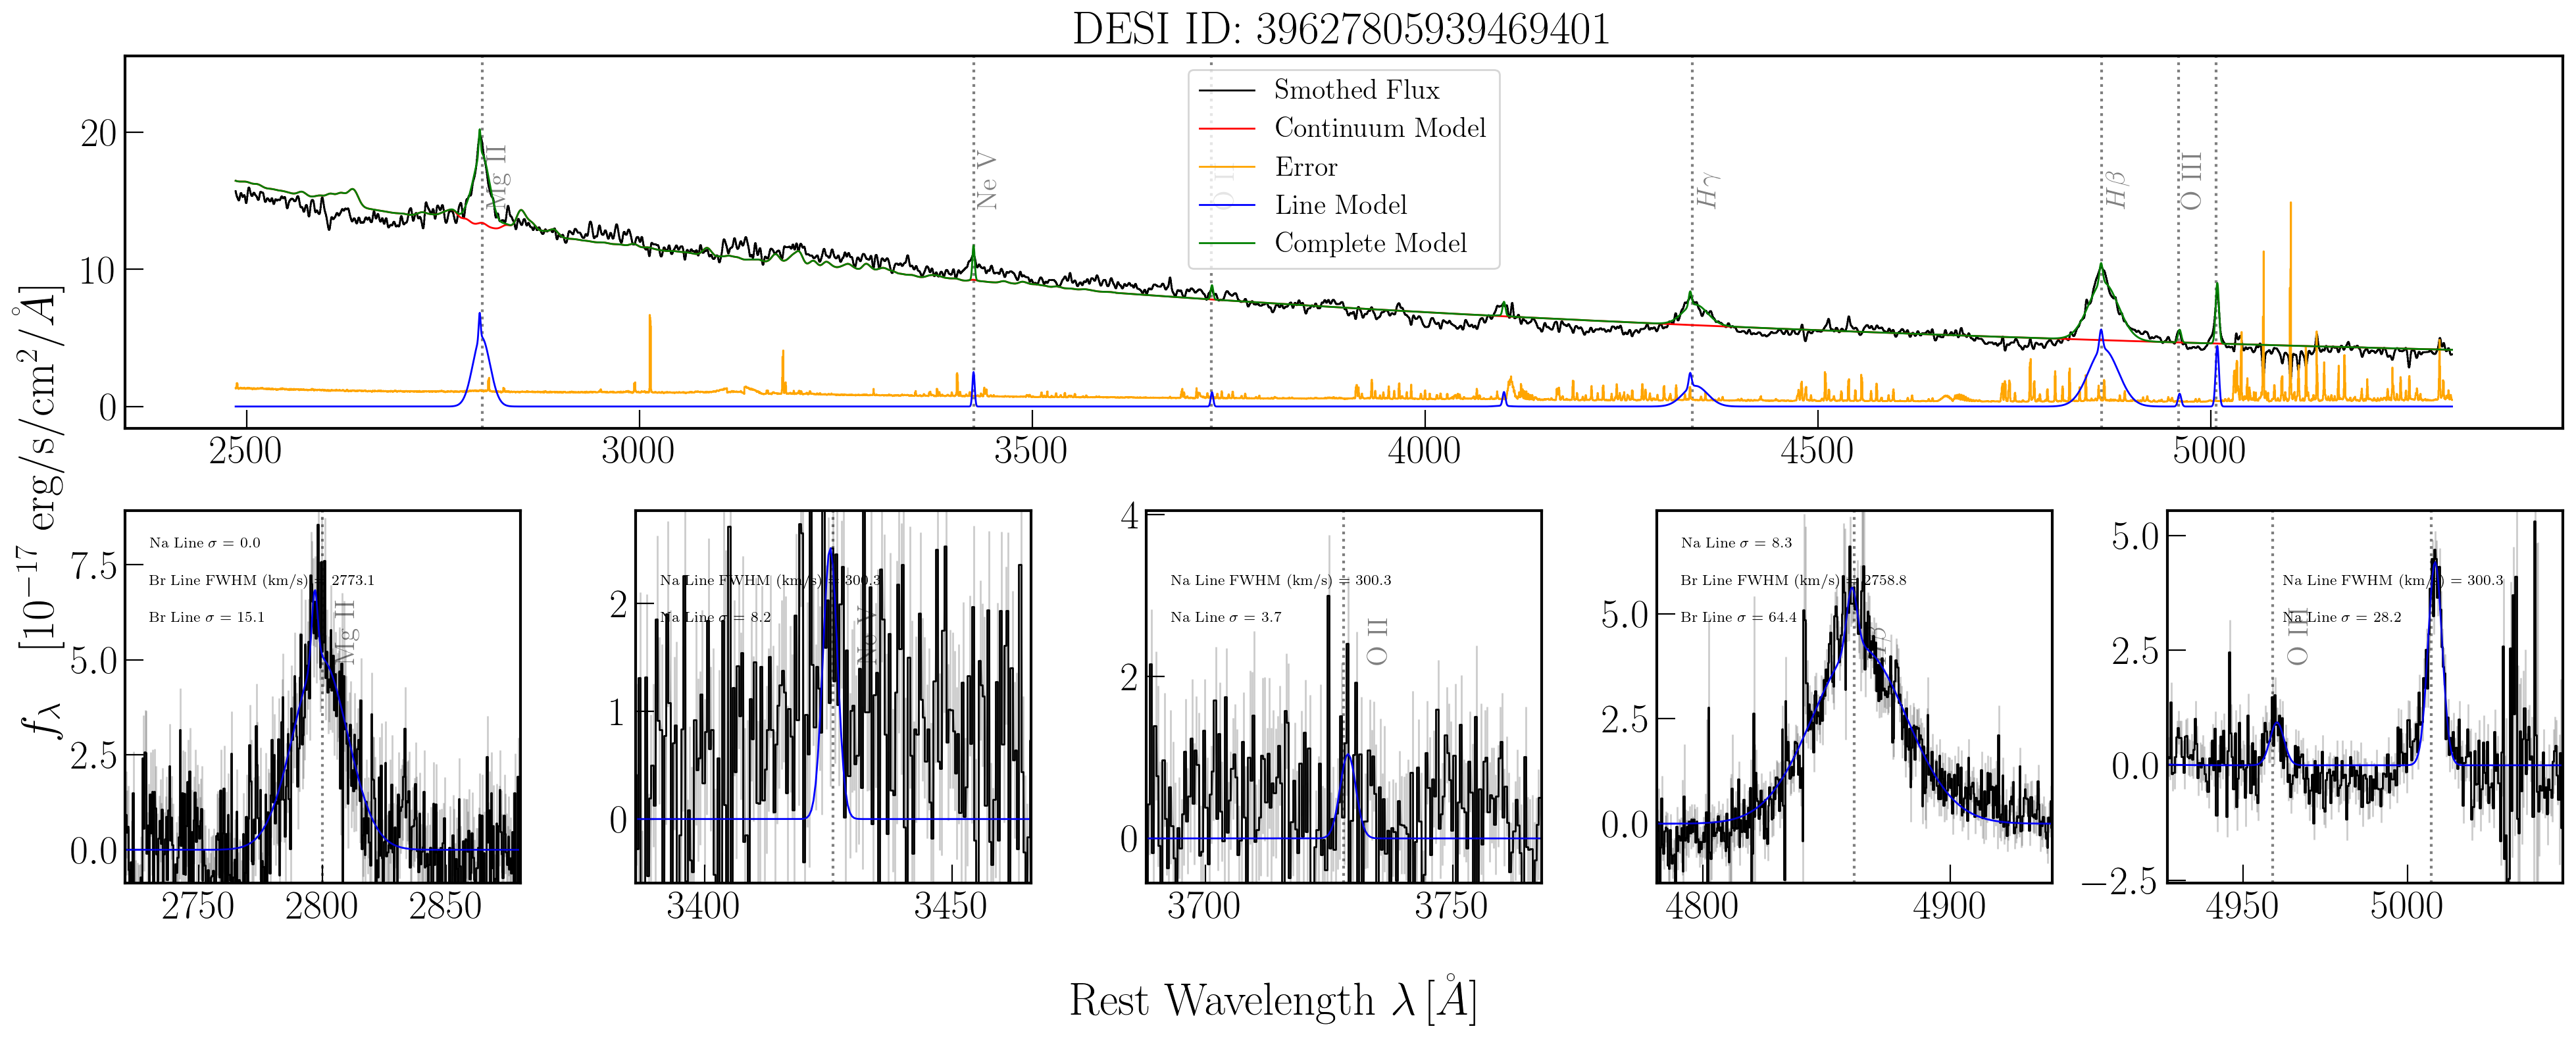 DESI ID: 39627805939469401
Smothed Flux
Continuum Model
Error
Line Model
Complete Model
Mg II
Ne V
Hγ
Hβ
O III
20
10
0
2500 3000 3500 4000 4500 5000
f_λ [10^{-17} erg/s/cm^2/Å]
Na Line σ = 0.0
Br Line FWHM (km/s) = 2773.1
Br Line σ = 15.1
Mg II
7.5
5.0
2.5
0.0
2750 2800 2850
Na Line FWHM (km/s) = 300.3
Na Line σ = 8.2
Ne V
2
1
0
3400 3450
Na Line FWHM (km/s) = 300.3
Na Line σ = 3.7
O II
4
2
0
3700 3750
Na Line σ = 8.3
Br Line FWHM (km/s) = 2758.8
Br Line σ = 64.4
Hβ
5.0
2.5
0.0
4800 4900
Na Line FWHM (km/s) = 300.3
Na Line σ = 28.2
O III
5.0
2.5
0.0
−2.5
4950 5000
Rest Wavelength λ [Å]